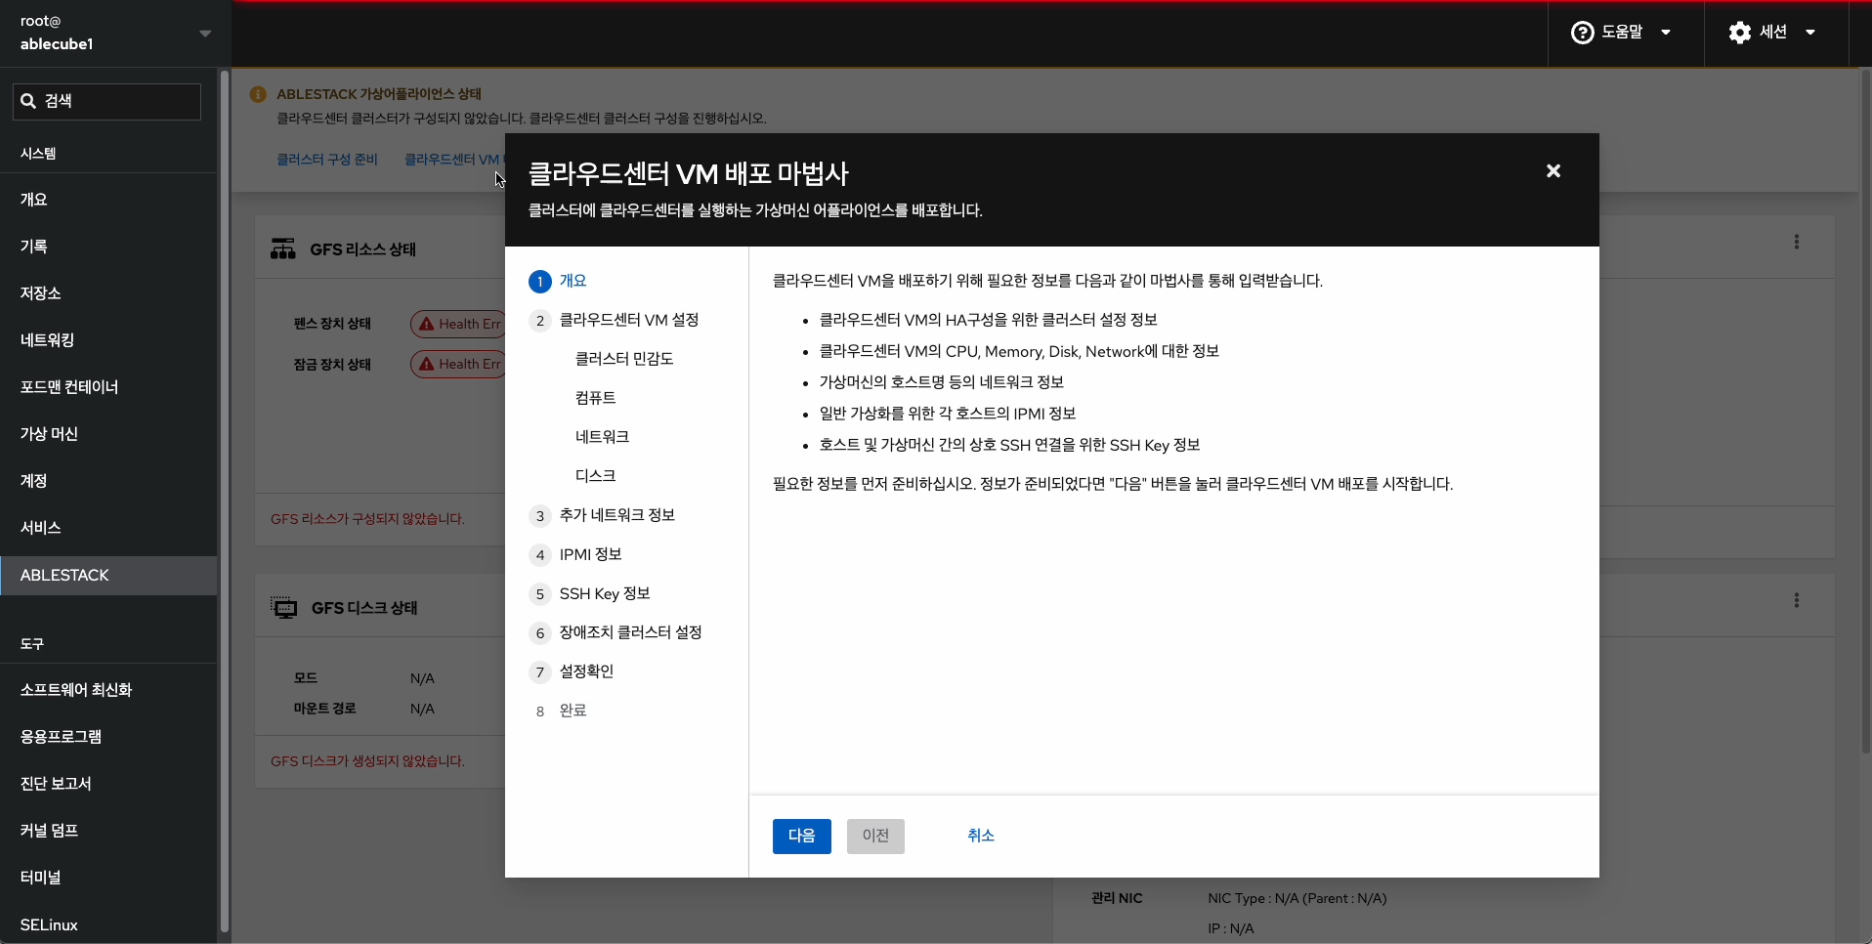 root@
ablecube1
도움말
세션
검색
시스템
개요
기록
저장소
네트워킹
포드맨 컨테이너
가상 머신
계정
서비스
ABLESTACK
도구
소프트웨어 최신화
응용프로그램
진단 보고서
커널 덤프
터미널
SELinux
ABLESTACK 가상어플라이언스 상태
클라우드센터 클러스터가 구성되지 않았습니다. 클라우드센터 클러스터 구성을 진행하십시오.
클러스터 구성 준비
클라우드센터 VM
GFS 리소스 상태
펜스 장치 상태
Health Err
잠금 장치 상태
Health Err
GFS 리소스가 구성되지 않았습니다.
GFS 디스크 상태
모드
N/A
마운트 경로
N/A
GFS 디스크가 생성되지 않았습니다.
클라우드센터 VM 배포 마법사
클러스터에 클라우드센터를 실행하는 가상머신 어플라이언스를 배포합니다.
1 개요
2 클라우드센터 VM 설정
클러스터 민감도
컴퓨트
네트워크
디스크
3 추가 네트워크 정보
4 IPMI 정보
5 SSH Key 정보
6 장애조치 클러스터 설정
7 설정확인
8 완료
클라우드센터 VM을 배포하기 위해 필요한 정보를 다음과 같이 마법사를 통해 입력받습니다.
• 클라우드센터 VM의 HA구성을 위한 클러스터 설정 정보
• 클라우드센터 VM의 CPU, Memory, Disk, Network에 대한 정보
• 가상머신의 호스트명 등의 네트워크 정보
• 일반 가상화를 위한 각 호스트의 IPMI 정보
• 호스트 및 가상머신 간의 상호 SSH 연결을 위한 SSH Key 정보
필요한 정보를 먼저 준비하십시오. 정보가 준비되었다면 "다음" 버튼을 눌러 클라우드센터 VM 배포를 시작합니다.
다음
이전
취소
관리 NIC
NIC Type : N/A (Parent : N/A)
IP : N/A